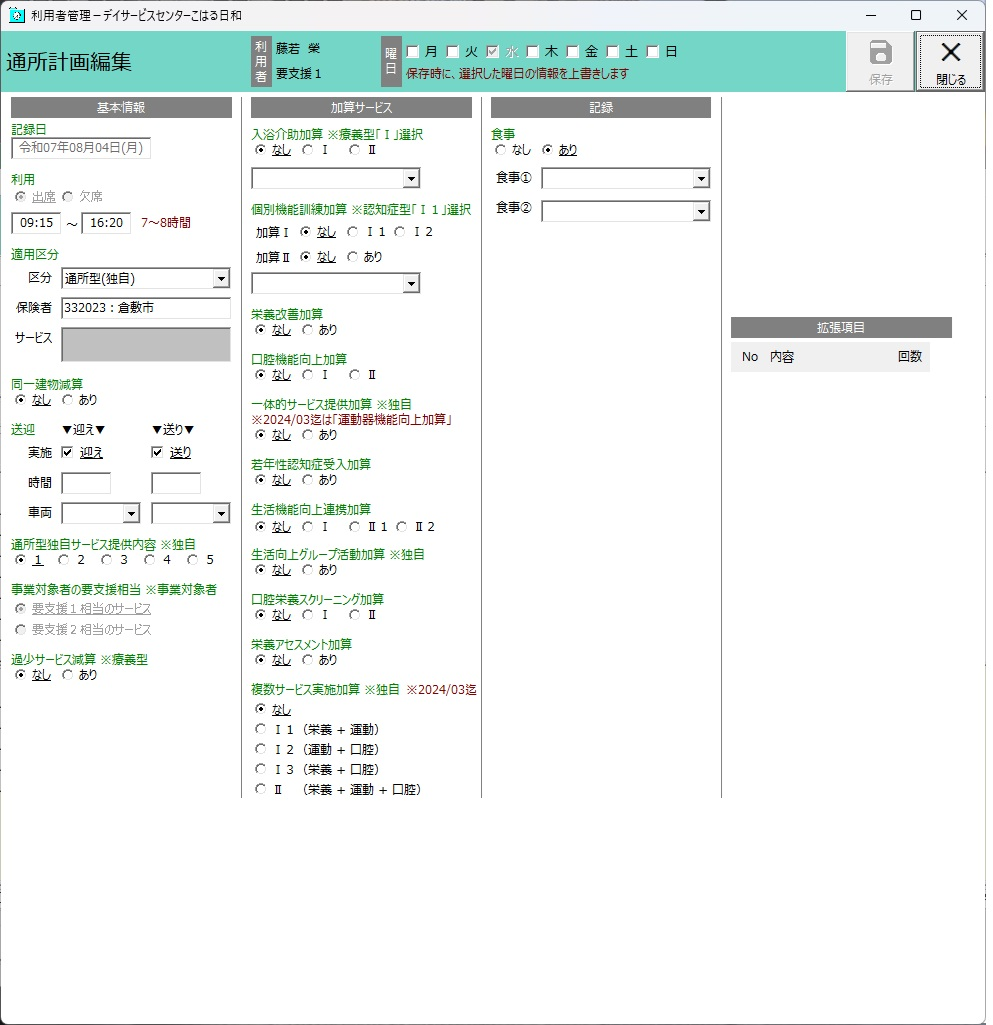 利用者管理－デイサービスセンターこはる日和
通所計画編集
利用者
藤若 榮
要支援１
曜日
月 火 水 木 金 土 日
保存時に、選択した曜日の情報を上書きします
保存
閉じる
基本情報
記録日
令和07年08月04日(月)
利用
出席 欠席
09:15 ～ 16:20 7～8時間
適用区分
区分 通所型(独自)
保険者 332023：倉敷市
サービス
同一建物減算
なし あり
送迎 ▼迎え▼ ▼送り▼
実施 迎え 送り
時間
車両
通所型独自サービス提供内容 ※独自
1 2 3 4 5
事業対象者の要支援相当 ※事業対象者
要支援１相当のサービス
要支援２相当のサービス
過少サービス減算 ※療養型
なし あり
加算サービス
入浴介助加算 ※療養型「Ⅰ」選択
なし Ⅰ Ⅱ
個別機能訓練加算 ※認知症型「Ⅰ１」選択
加算Ⅰ なし Ⅰ１ Ⅰ２
加算Ⅱ なし あり
栄養改善加算
なし あり
口腔機能向上加算
なし Ⅰ Ⅱ
一体的サービス提供加算 ※独自
※2024/03迄は「運動器機能向上加算」
なし あり
若年性認知症受入加算
なし あり
生活機能向上連携加算
なし Ⅰ Ⅱ１ Ⅱ２
生活向上グループ活動加算 ※独自
なし あり
口腔栄養スクリーニング加算
なし Ⅰ Ⅱ
栄養アセスメント加算
なし あり
複数サービス実施加算 ※独自 ※2024/03迄
なし
Ⅰ１（栄養 + 運動）
Ⅰ２（運動 + 口腔）
Ⅰ３（栄養 + 口腔）
Ⅱ （栄養 + 運動 + 口腔）
記録
食事
なし あり
食事①
食事②
拡張項目
No 内容 回数